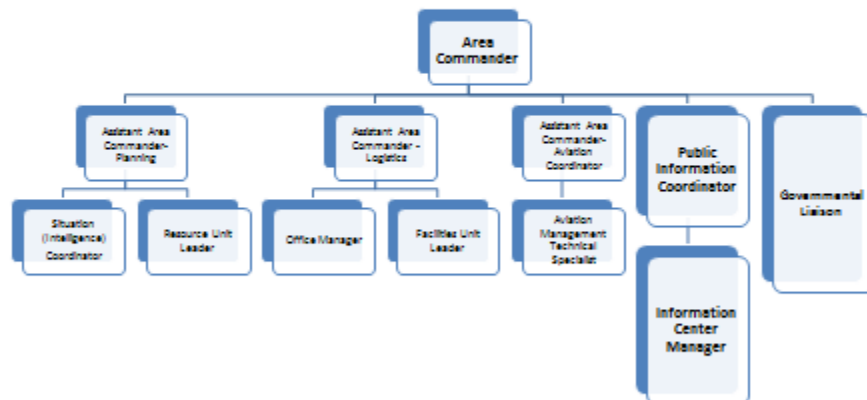 Area
Commander
Assistant Area
Commander-
Planning
Assistant Area
Commander -
Logistics
Assistant Area
Commander-
Aviation
Coordinator
Public
Information
Coordinator
Governmental
Liaison
Situation
(Intelligence)
Coordinator
Resource Unit
Leader
Office Manager
Facilities Unit
Leader
Aviation
Management
Technical
Specialist
Information
Center
Manager